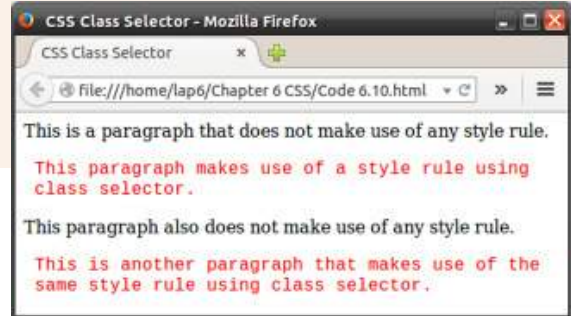 CSS Class Selector - Mozilla Firefox
CSS Class Selector
file:///home/lap6/Chapter 6 CSS/Code 6.10.html
This is a paragraph that does not make use of any style rule.
This paragraph makes use of a style rule using
class selector.
This paragraph also does not make use of any style rule.
This is another paragraph that makes use of the
same style rule using class selector.